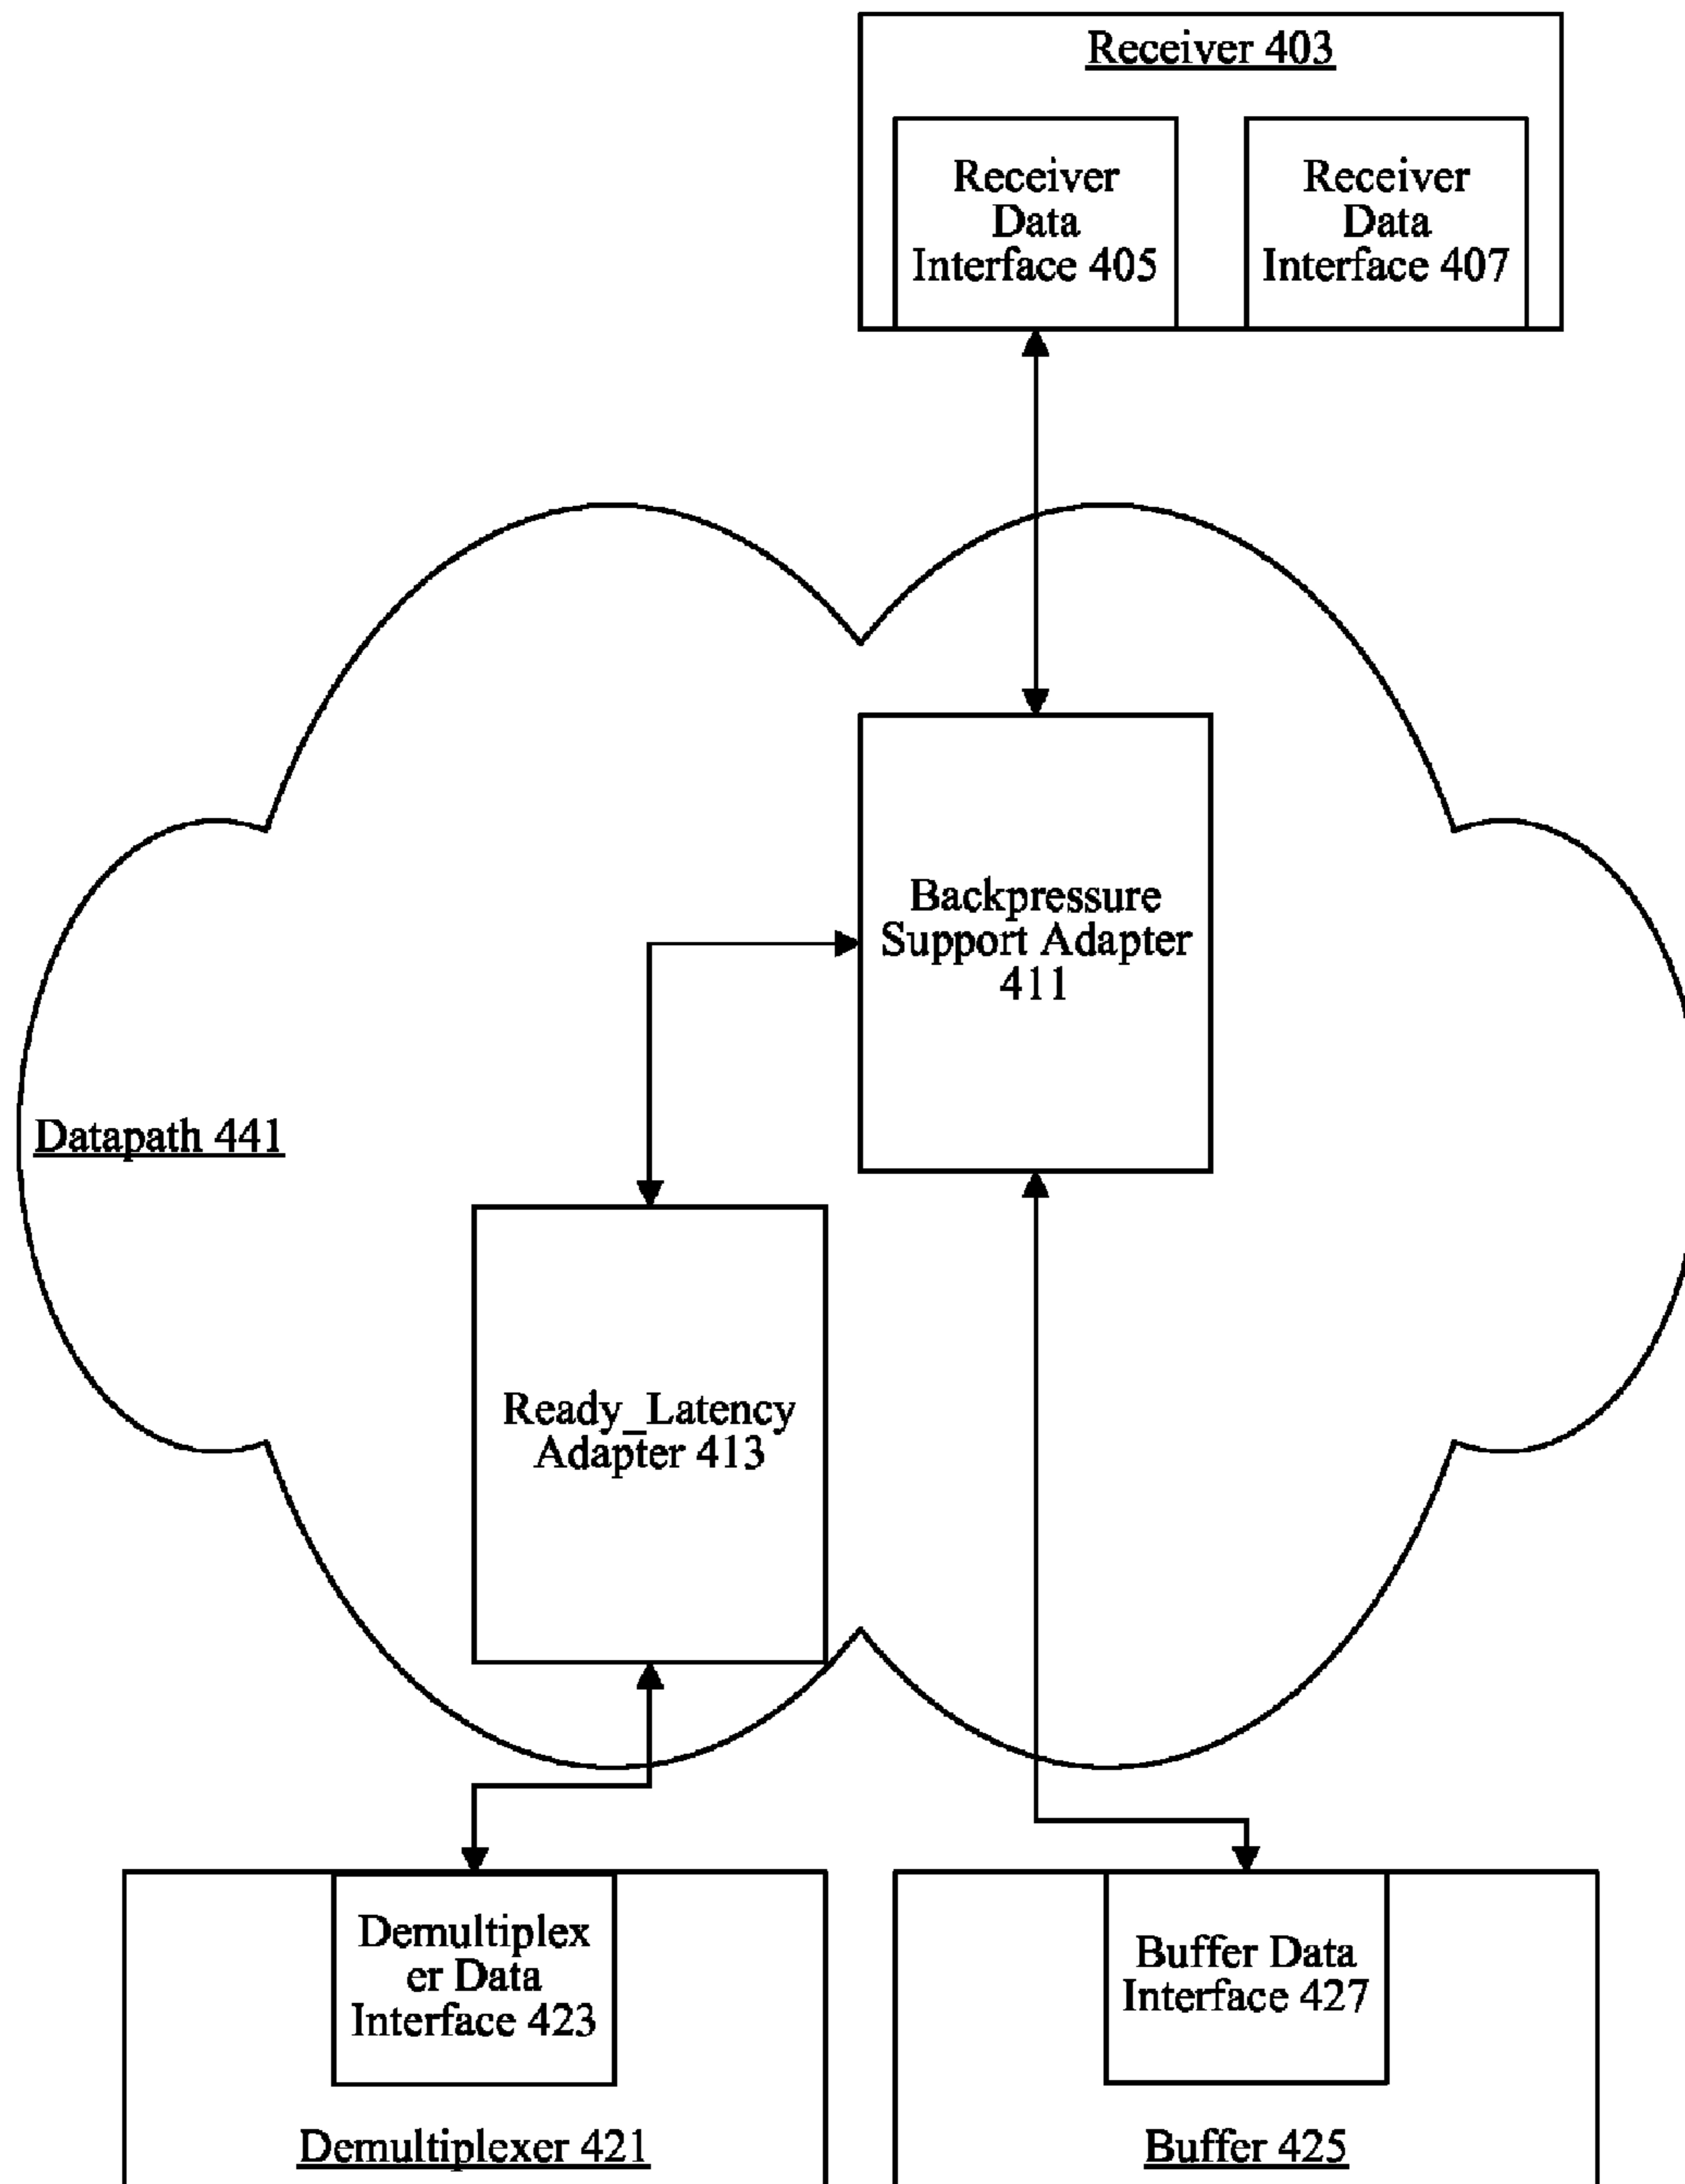 Receiver 403
Receiver
Data
Interface 405
Receiver
Data
Interface 407
Backpressure
Support Adapter
411
Datapath 441
Ready_Latency
Adapter 413
Demultiplex
er Data
Interface 423
Buffer Data
Interface 427
Demultiplexer 421
Buffer 425